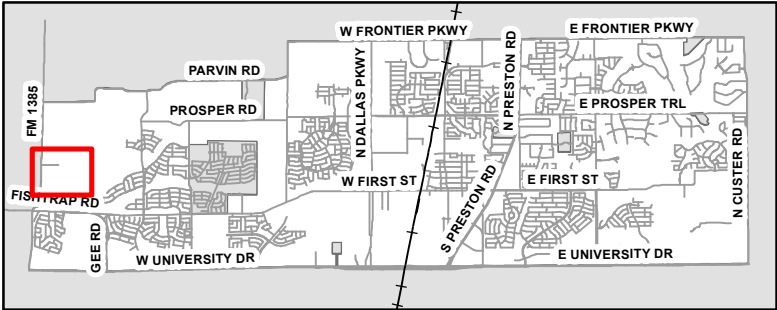 W FRONTIER PKWY
E FRONTIER PKWY
PARVIN RD
FM 1385
N DALLAS PKWY
N PRESTON RD
PROSPER RD
E PROSPER TRL
W FIRST ST
E FIRST ST
N CUSTER RD
FISHTRAP RD
S PRESTON RD
GEE RD
W UNIVERSITY DR
E UNIVERSITY DR